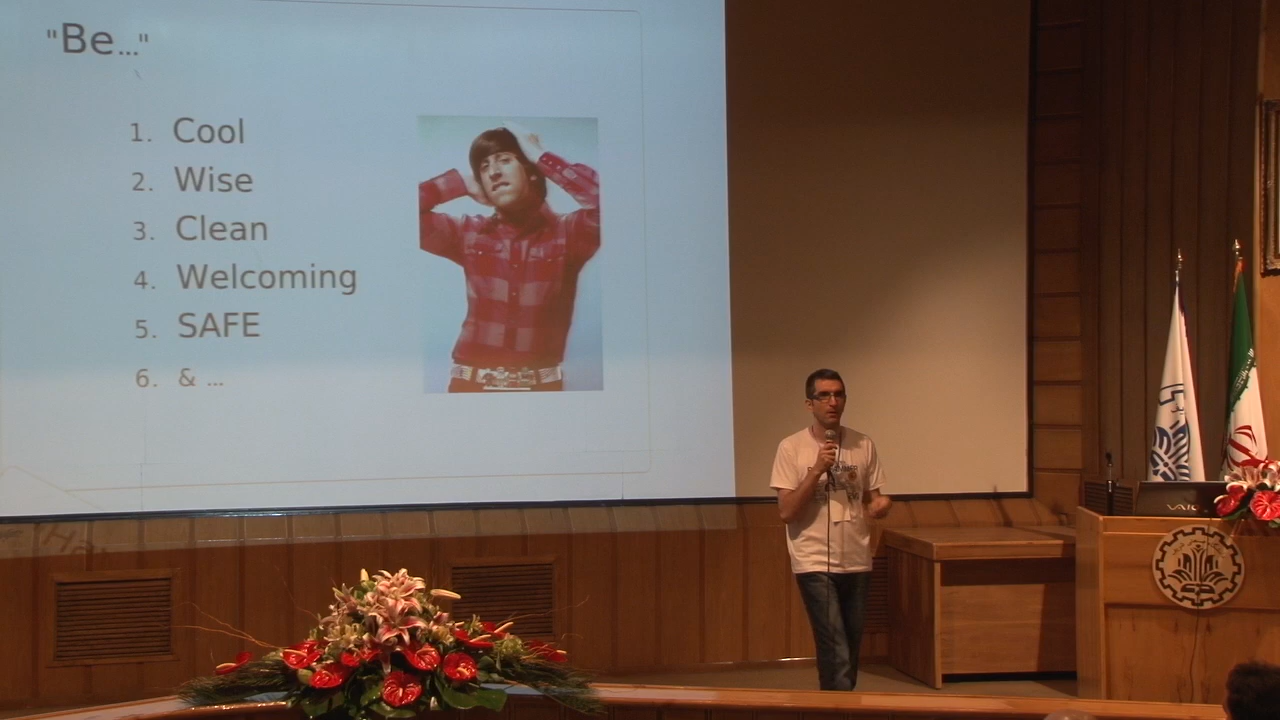 "Be..."
1. Cool
2. Wise
3. Clean
4. Welcoming
5. SAFE
6. & ...
VAIO